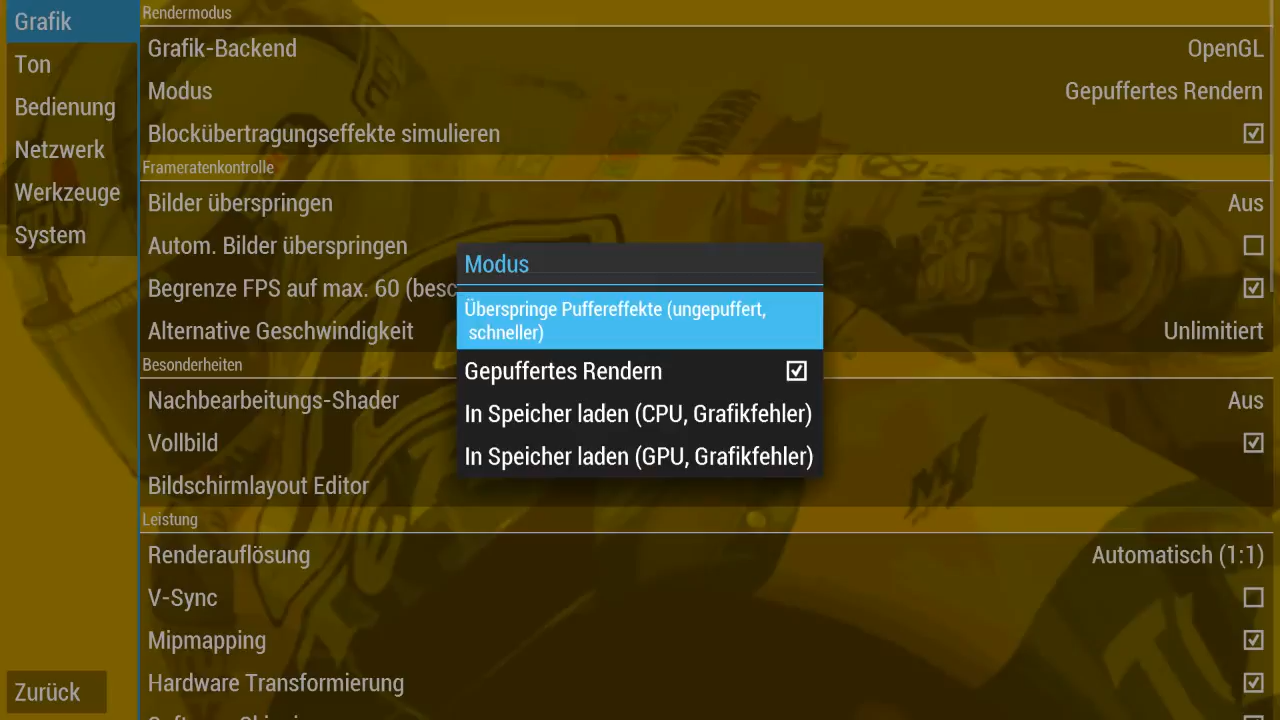 Grafik
Ton
Bedienung
Netzwerk
Werkzeuge
System
Zurück
Rendermodus
Grafik-Backend OpenGL
Modus Gepuffertes Rendern
Blockübertragungseffekte simulieren
Frameratenkontrolle
Bilder überspringen Aus
Autom. Bilder überspringen
Begrenze FPS auf max. 60 (besc
Alternative Geschwindigkeit Unlimitiert
Besonderheiten
Nachbearbeitungs-Shader Aus
Vollbild
Bildschirmlayout Editor
Leistung
Renderauflösung Automatisch (1:1)
V-Sync
Mipmapping
Hardware Transformierung
Modus
Überspringe Puffereffekte (ungepuffert,
schneller)
Gepuffertes Rendern
In Speicher laden (CPU, Grafikfehler)
In Speicher laden (GPU, Grafikfehler)